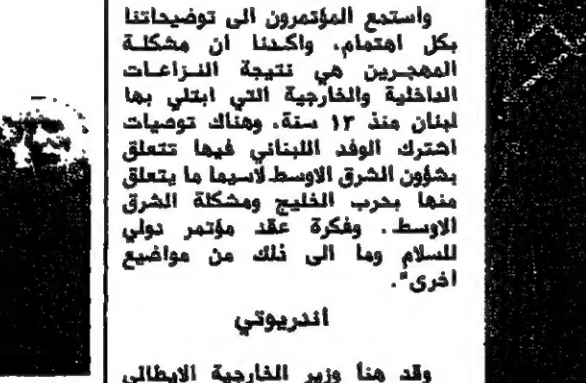 واستمع المؤتمرون الى توضيحاتنا
بكل اهتمام، واكدنا ان مشكلة
المهجرين هي نتيجة النزاعات
الداخلية والخارجية التي ابتلي بها
لبنان منذ ١٣ سنة. وهناك توصيات
اشترك الوفد اللبناني فيها تتعلق
بشؤون الشرق الاوسط لاسيما ما يتعلق
منها بحرب الخليج ومشكلة الشرق
الاوسط. وفكرة عقد مؤتمر دولي
للسلام وما الى ذلك من مواضيع
اخرى".
أندريوتي
وقد هنأ وزير الخارجية الايطالي